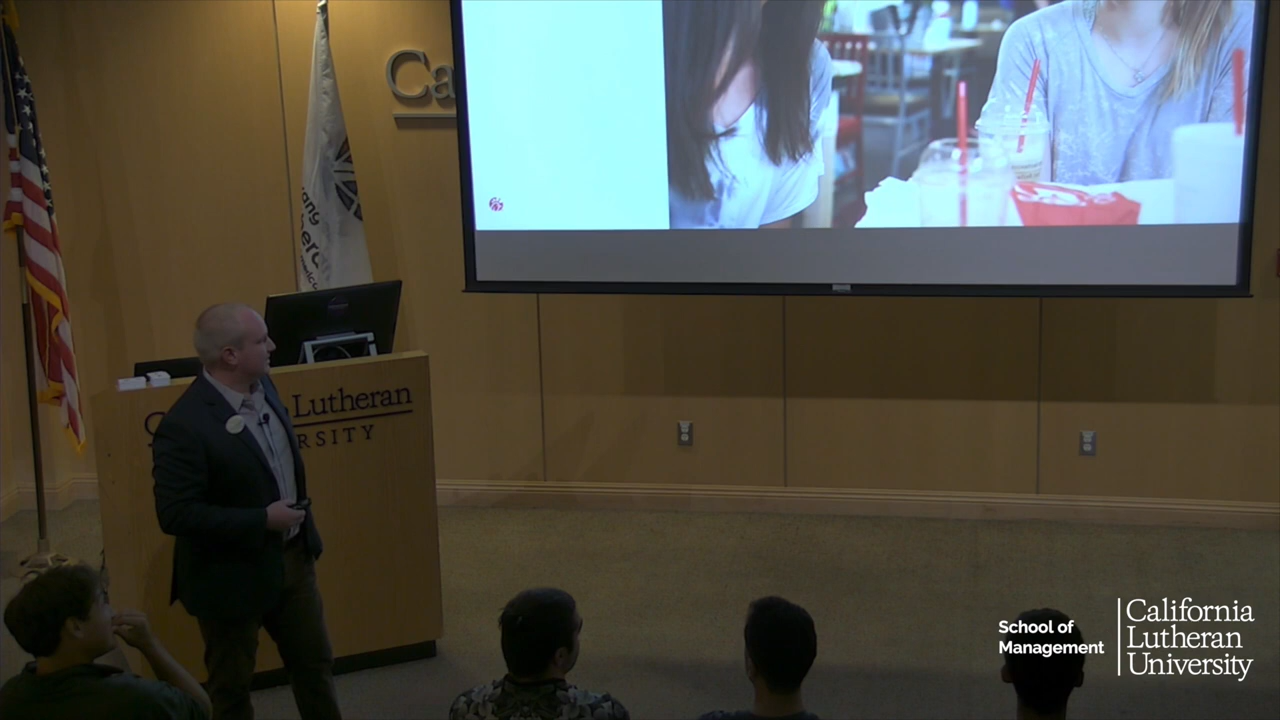 Ca
Lutheran
RSITY
School of
Management
California
Lutheran
University